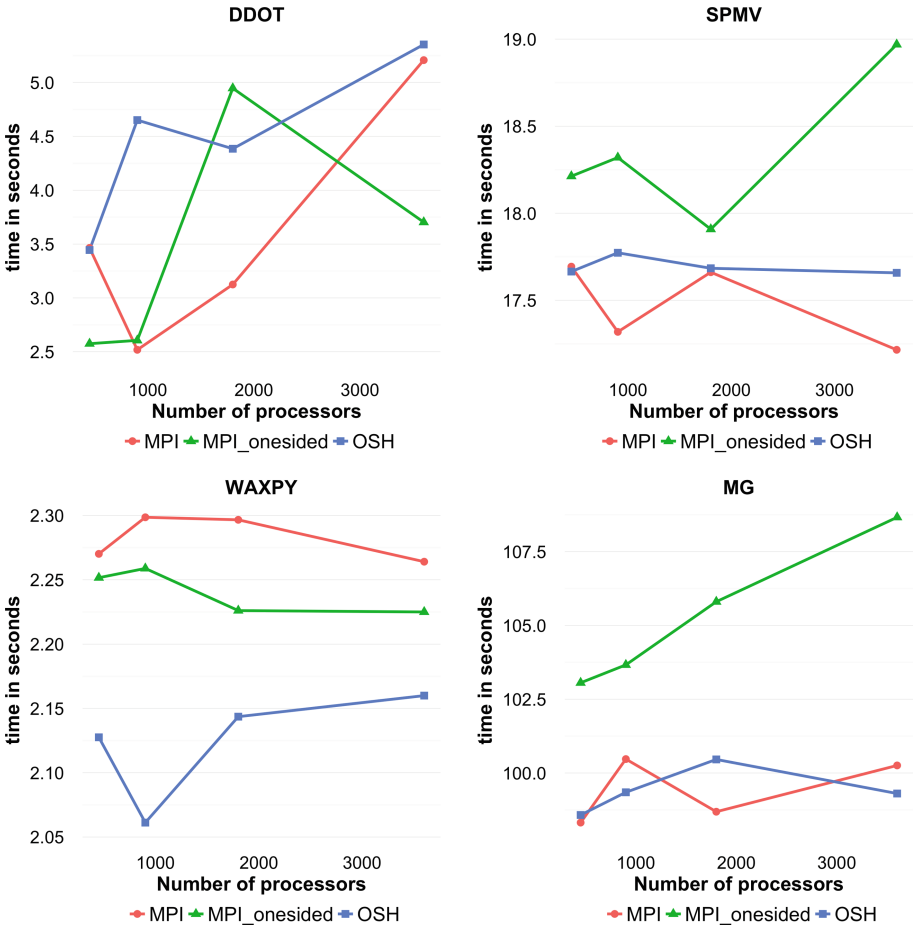 DDOT
time in seconds
5.0
4.5
4.0
3.5
3.0
2.5
1000 2000 3000
Number of processors
MPI MPI_onesided OSH
SPMV
time in seconds
19.0
18.5
18.0
17.5
1000 2000 3000
Number of processors
MPI MPI_onesided OSH
WAXPY
time in seconds
2.30
2.25
2.20
2.15
2.10
2.05
1000 2000 3000
Number of processors
MPI MPI_onesided OSH
MG
time in seconds
107.5
105.0
102.5
100.0
1000 2000 3000
Number of processors
MPI MPI_onesided OSH